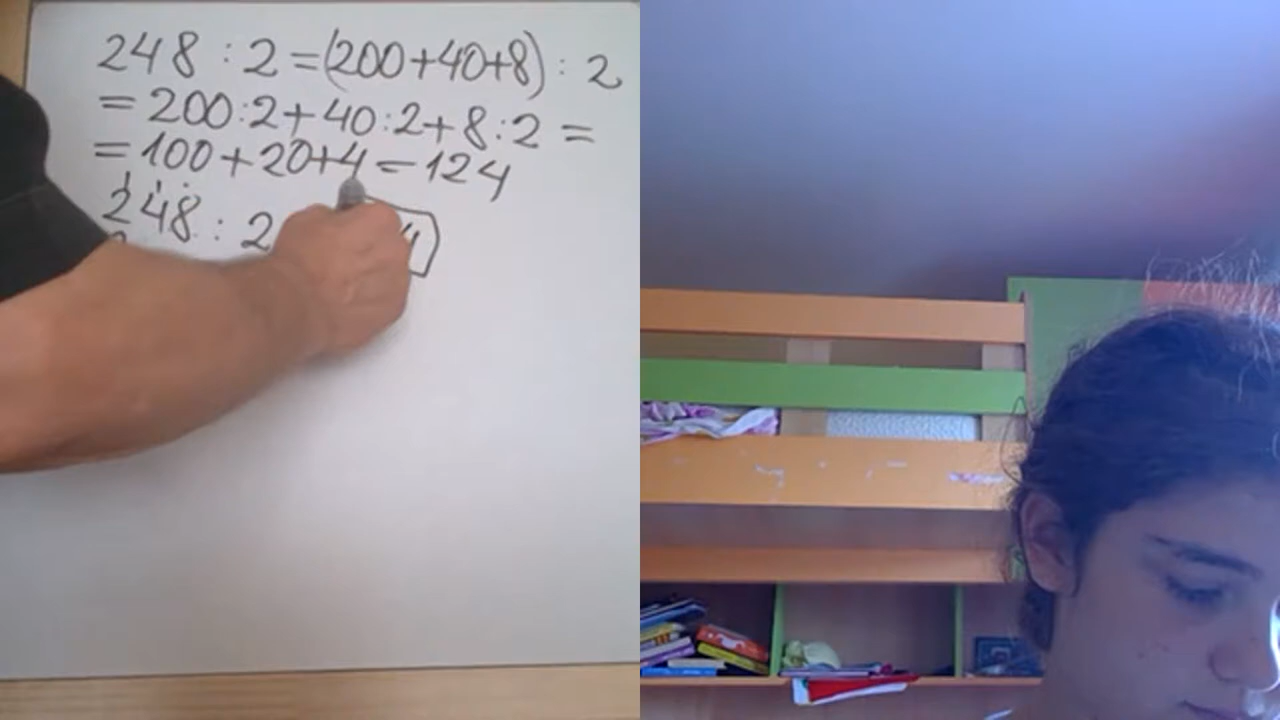 248 : 2 = (200+40+8) : 2
= 200:2 + 40:2 + 8:2 =
= 100 + 20+4 = 124
248 : 2